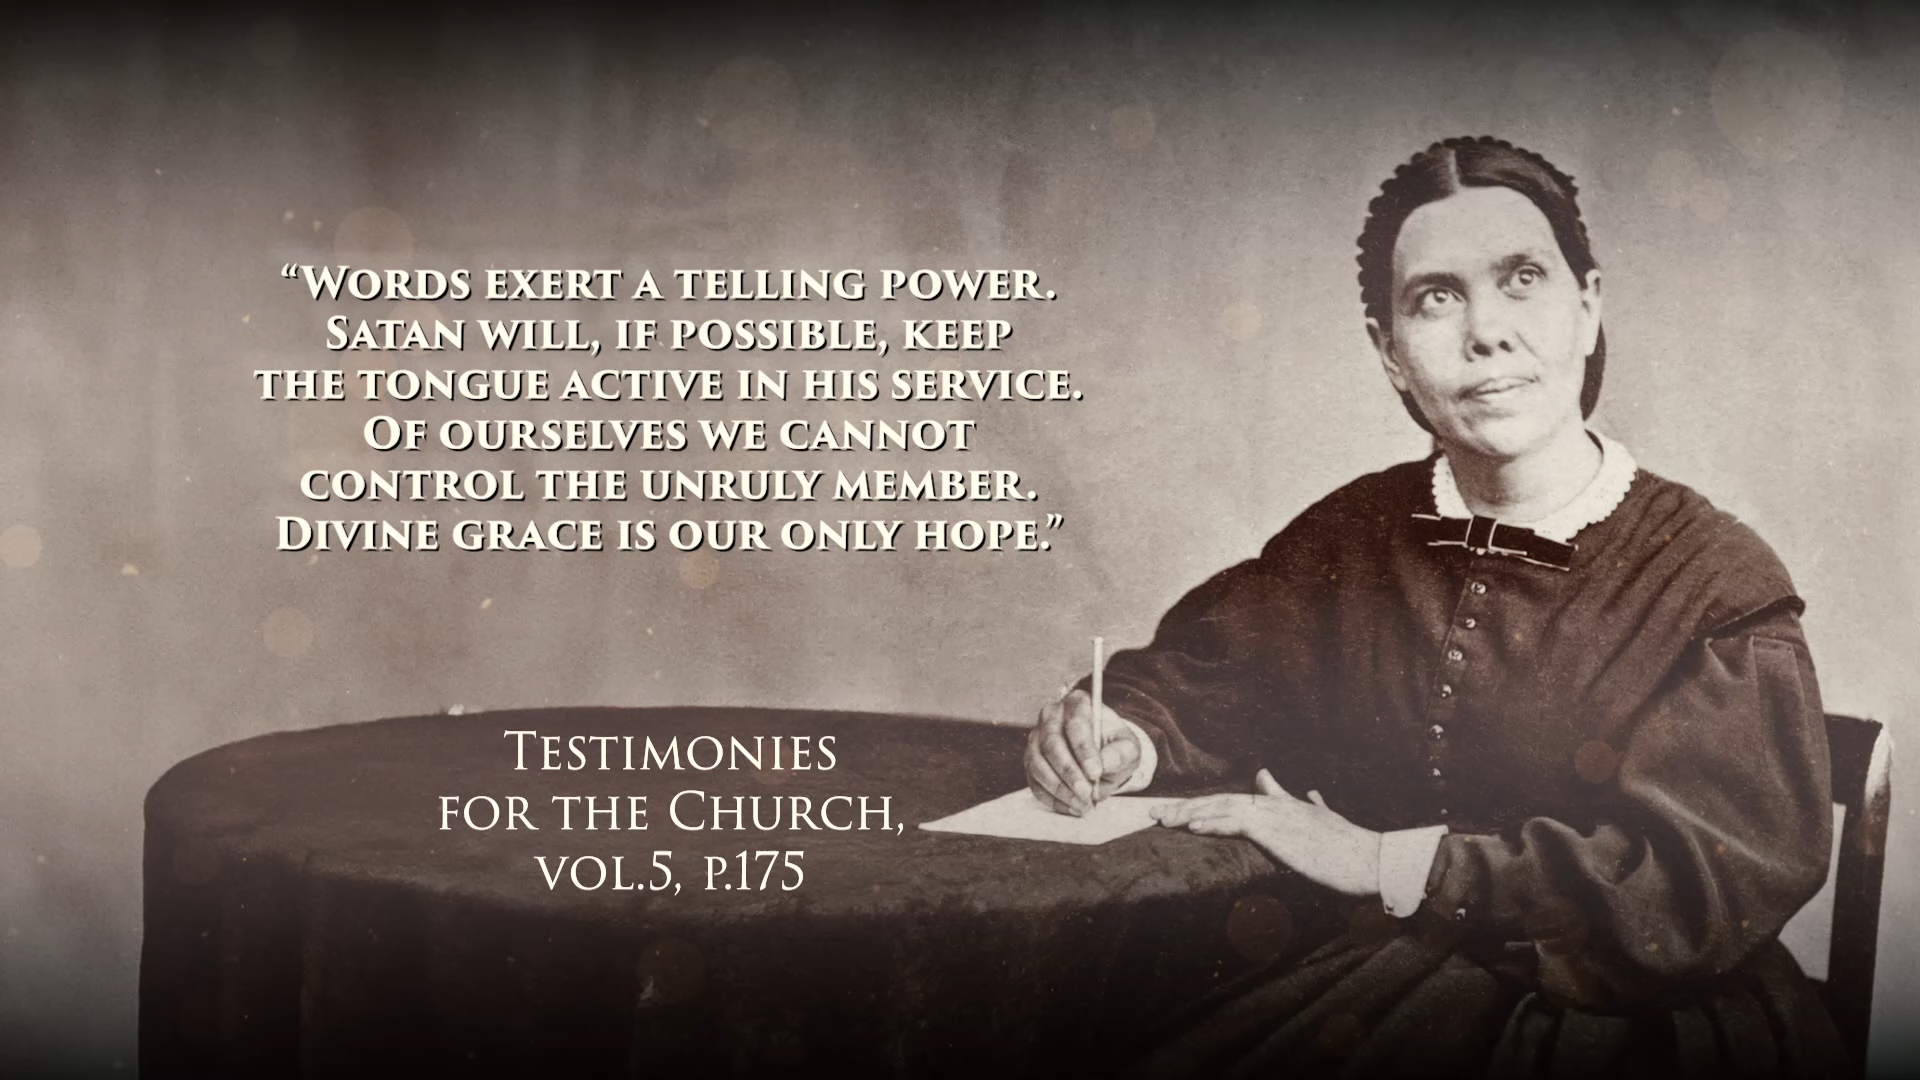 “Words exert a telling power.
Satan will, if possible, keep
the tongue active in his service.
Of ourselves we cannot
control the unruly member.
Divine grace is our only hope.”
Testimonies
for the Church,
vol.5, p.175